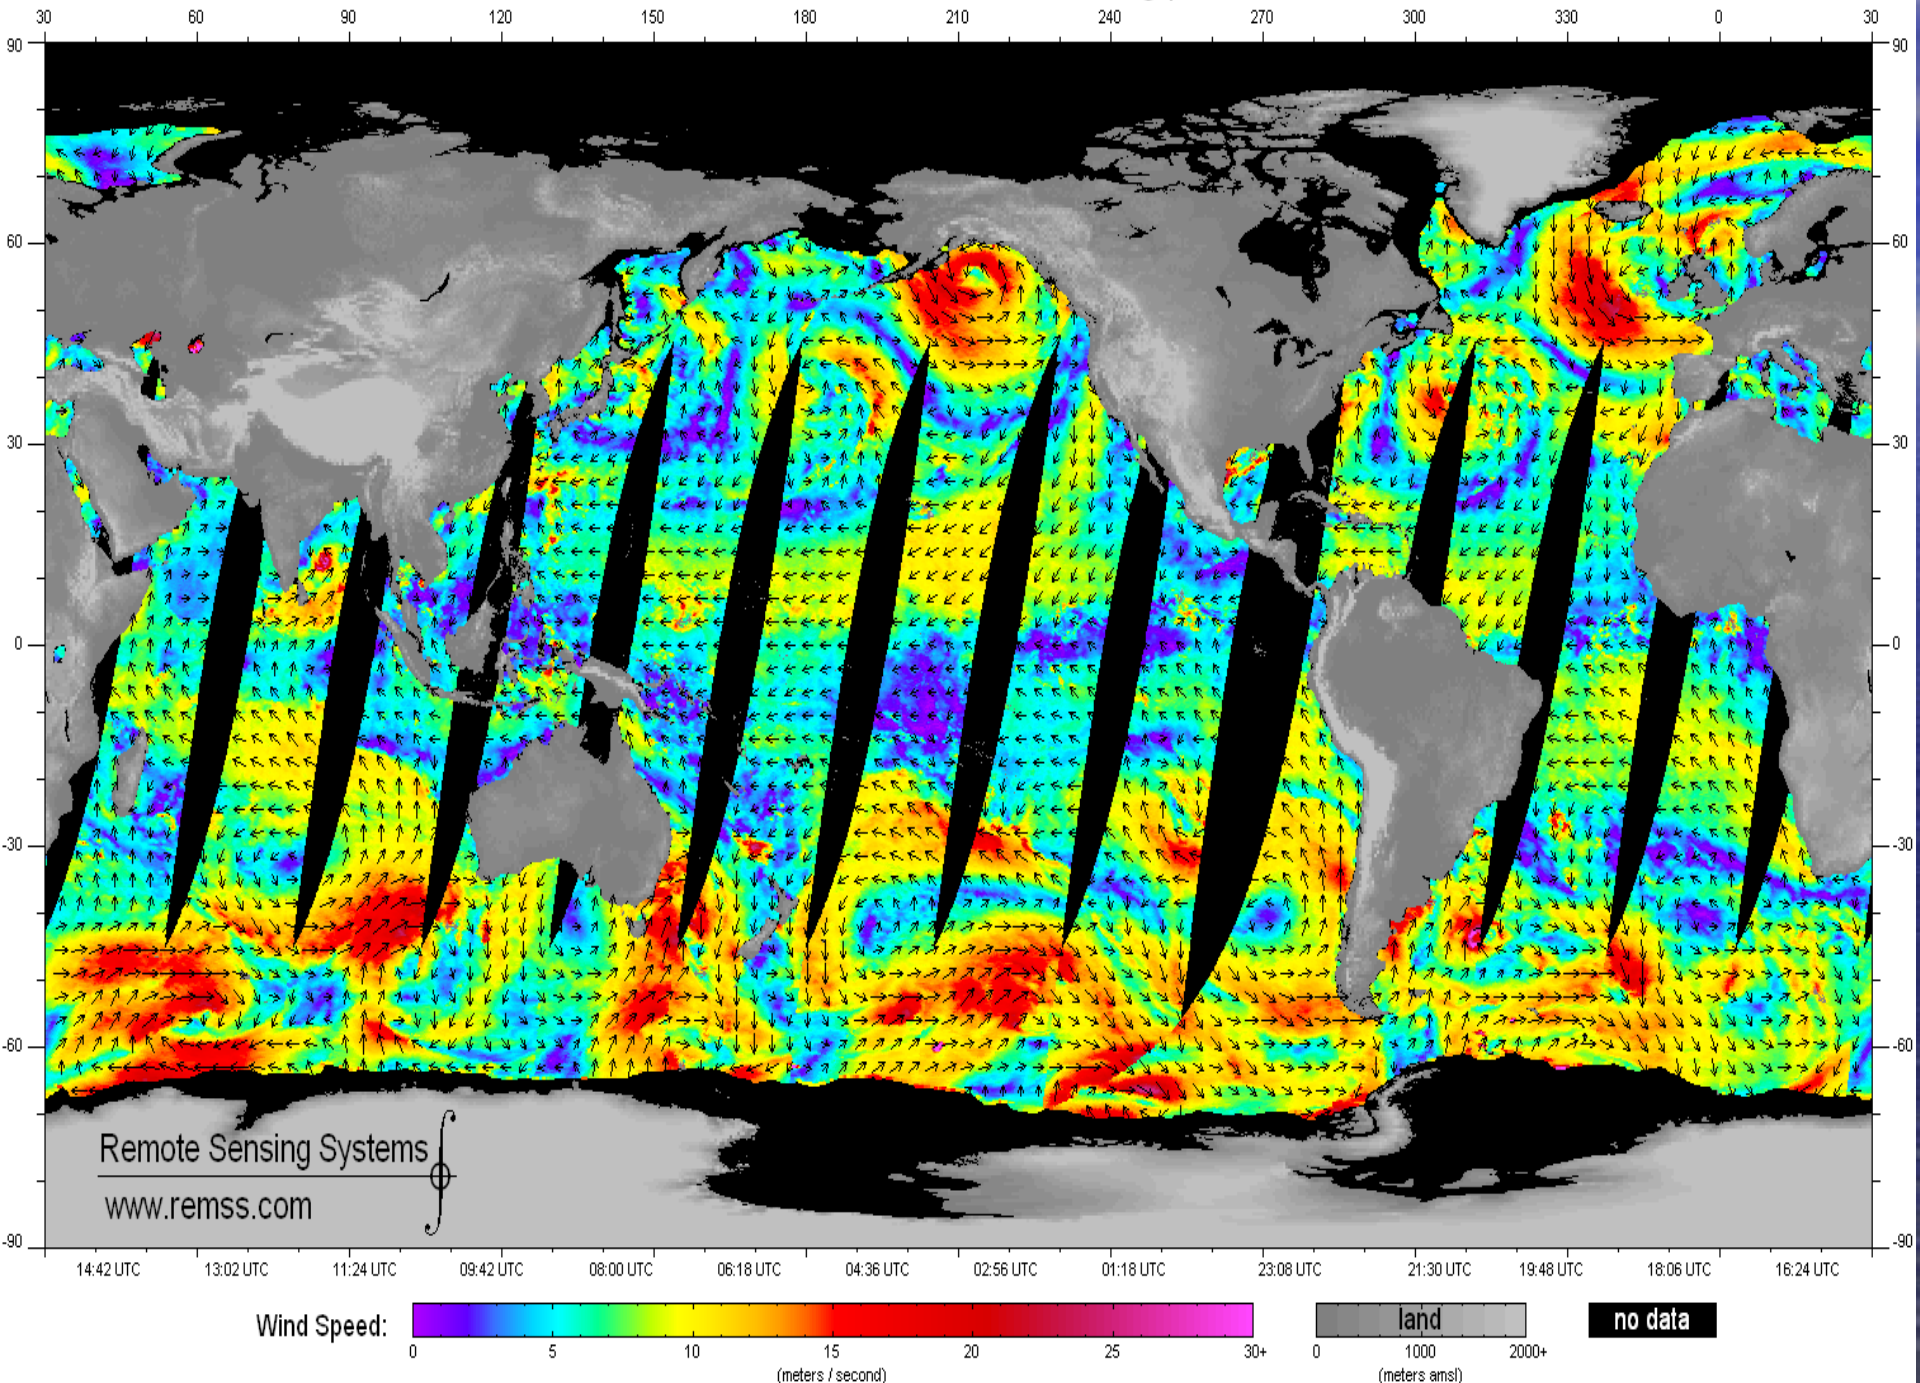 30 60 90 120 150 180 210 240 270 300 330 0 30
90 90
60 60
30 30
0 0
-30 -30
-60 -60
Remote Sensing Systems
www.remss.com
-90 -90
14:42 UTC 13:02 UTC 11:24 UTC 09:42 UTC 08:00 UTC 06:18 UTC 04:36 UTC 02:56 UTC 01:18 UTC 23:08 UTC 21:30 UTC 19:48 UTC 18:06 UTC 16:24 UTC
Wind Speed: land no data
0 5 10 15 20 25 30+ 0 1000 2000+
(meters / second) (meters amsl)